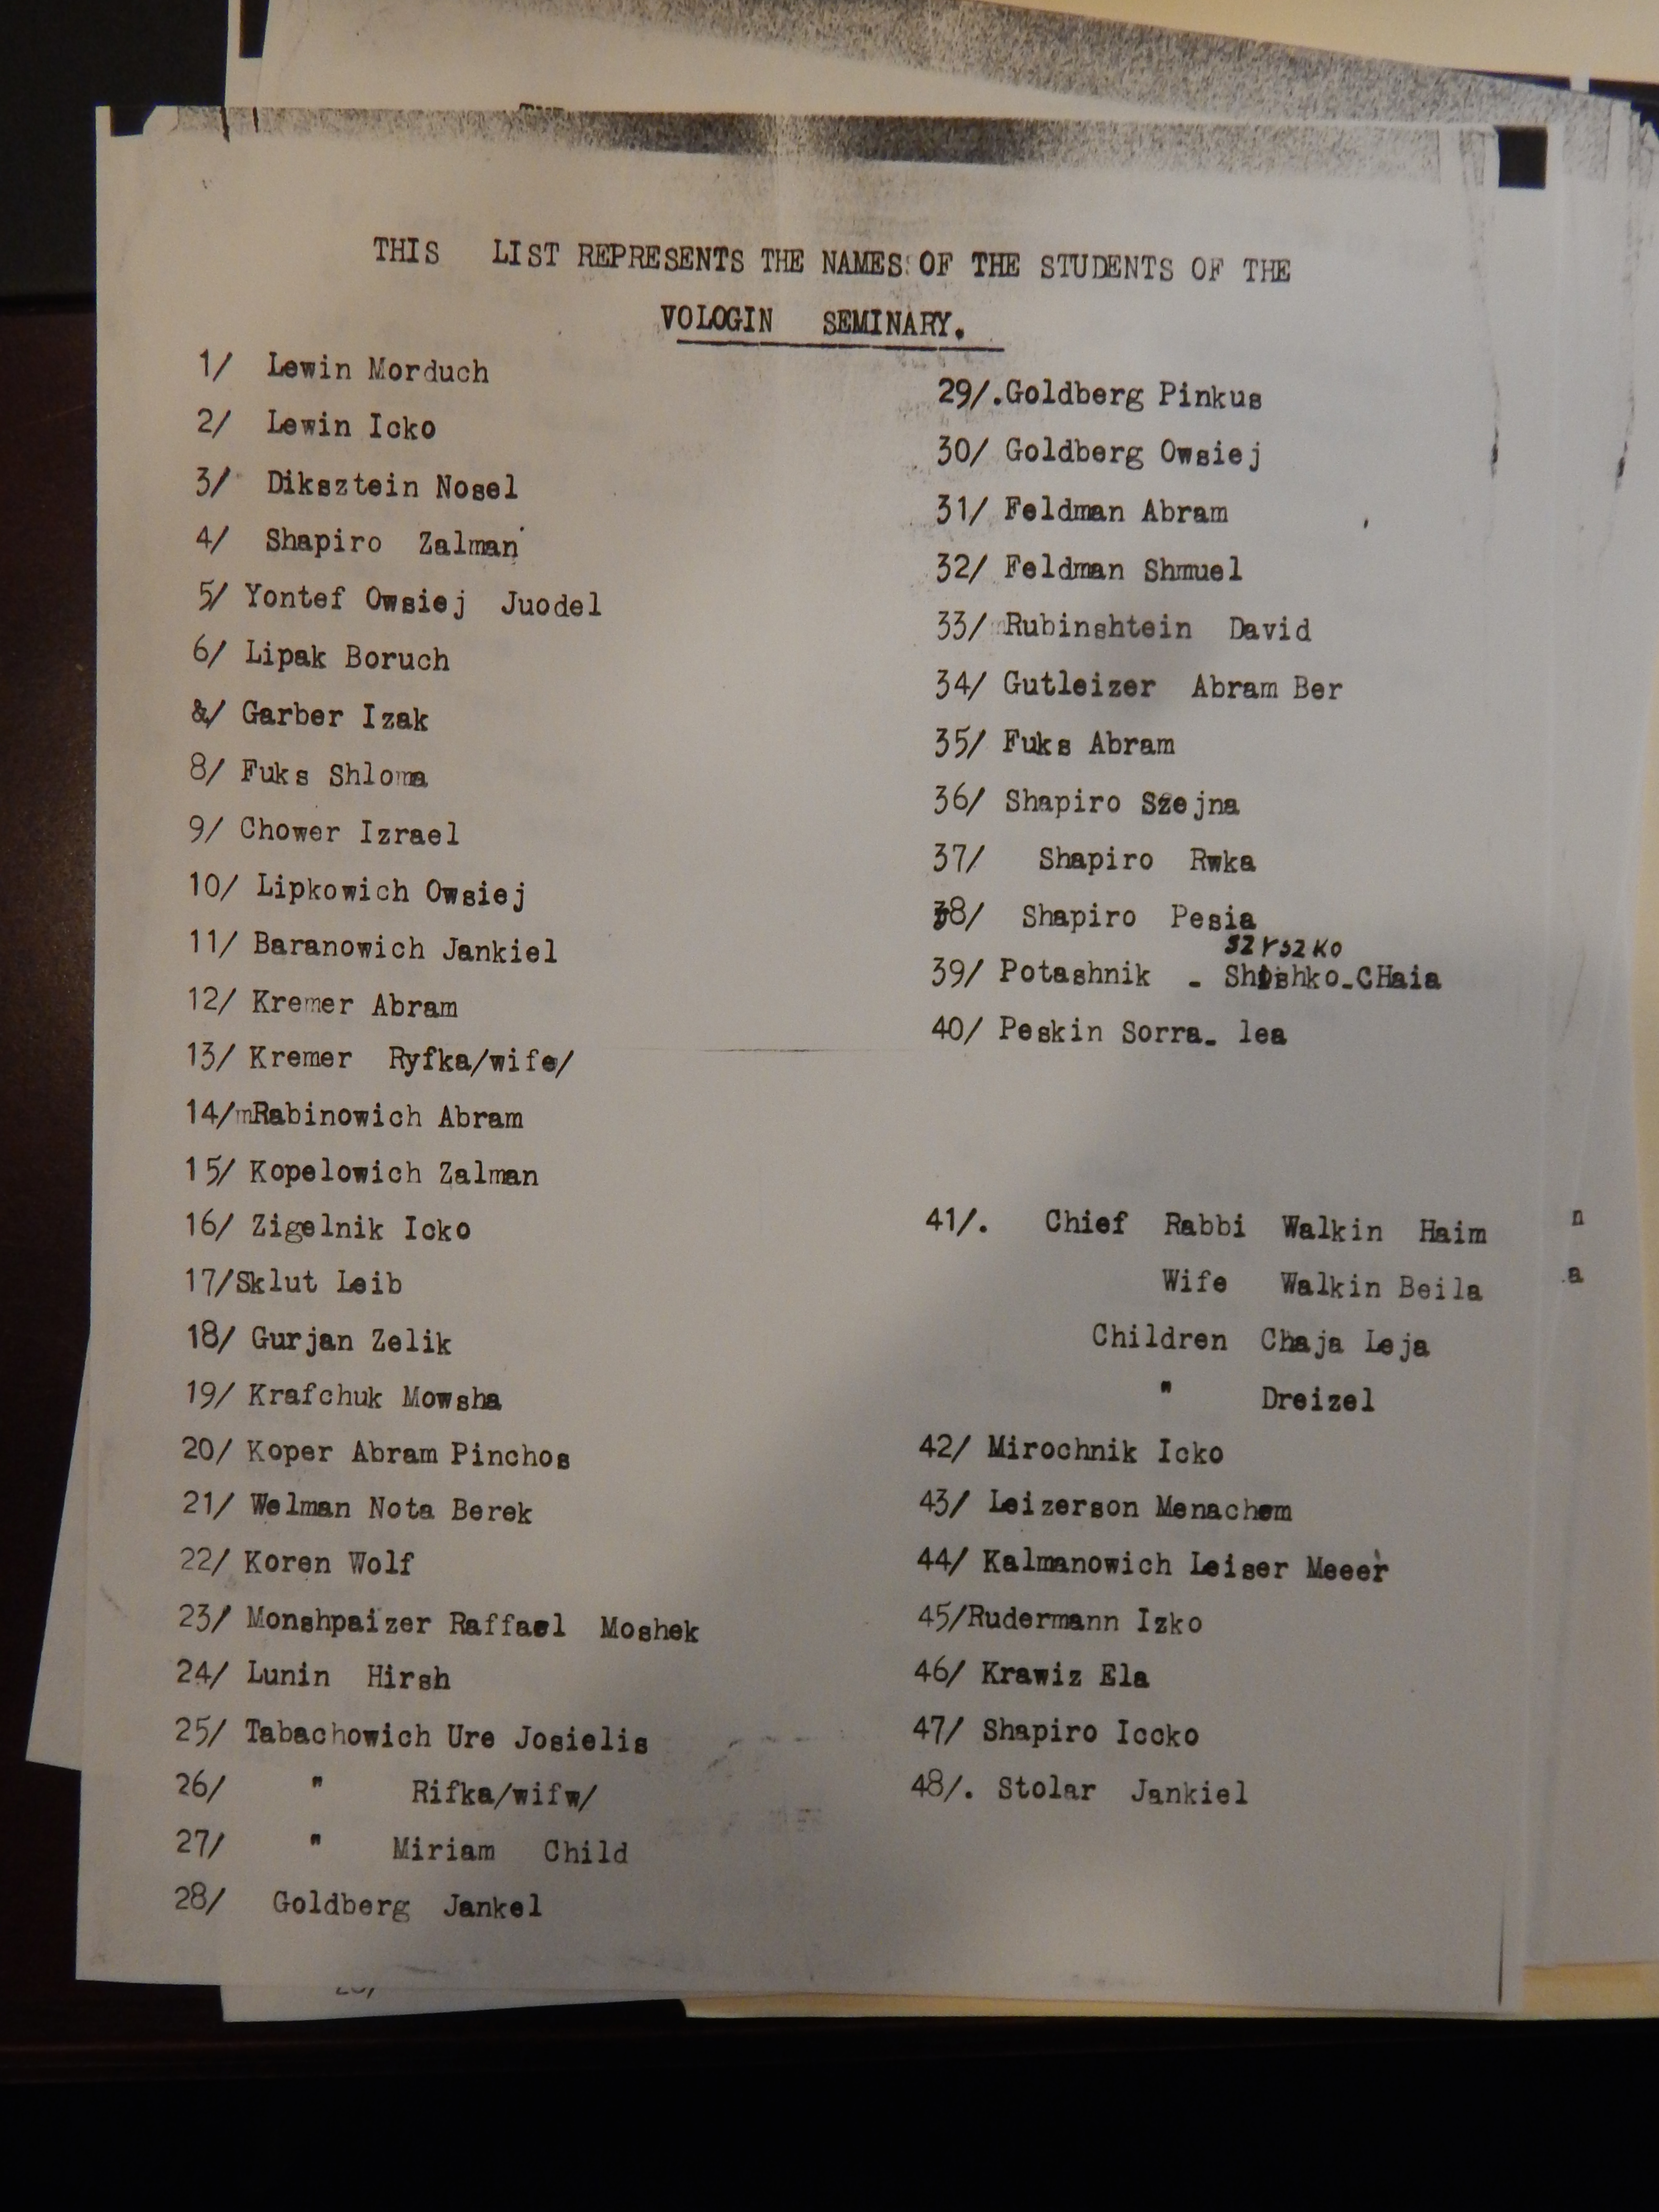 THIS LIST REPRESENTS THE NAMES OF THE STUDENTS OF THE
VOLOGIN SEMINARY.
1/ Lewin Morduch
2/ Lewin Icko
3/ Diksztein Nosel
4/ Shapiro Zalman
5/ Yontef Owsiej Juodel
6/ Lipak Boruch
&/ Garber Izak
8/ Fuks Shloma
9/ Chower Izrael
10/ Lipkowich Owsiej
11/ Baranowich Jankiel
12/ Kremer Abram
13/ Kremer Ryfka/wife/
14/mRabinowich Abram
15/ Kopelowich Zalman
16/ Zigelnik Icko
17/Sklut Leib
18/ Gurjan Zelik
19/ Krafchuk Mowsha
20/ Koper Abram Pinchos
21/ Welman Nota Berek
22/ Koren Wolf
23/ Monshpaizer Raffael Moshek
24/ Lunin Hirsh
25/ Tabachowich Ure Josielis
26/ " Rifka/wifw/
27/ " Miriam Child
28/ Goldberg Jankel
29/.Goldberg Pinkus
30/ Goldberg Owsiej
31/ Feldman Abram
32/ Feldman Shmuel
33/mRubinshtein David
34/ Gutleizer Abram Ber
35/ Fuks Abram
36/ Shapiro Szejna
37/ Shapiro Rwka
38/ Shapiro Pesia
SZYSZKO
39/ Potashnik - Shishko-CHaia
40/ Peskin Sorra- lea
41/. Chief Rabbi Walkin Haim
Wife Walkin Beila
Children Chaja Leja
" Dreizel
42/ Mirochnik Icko
43/ Leizerson Menachem
44/ Kalmanowich Leiser Meeer
45/Rudermann Izko
46/ Krawiz Ela
47/ Shapiro Iccko
48/. Stolar Jankiel
n
a